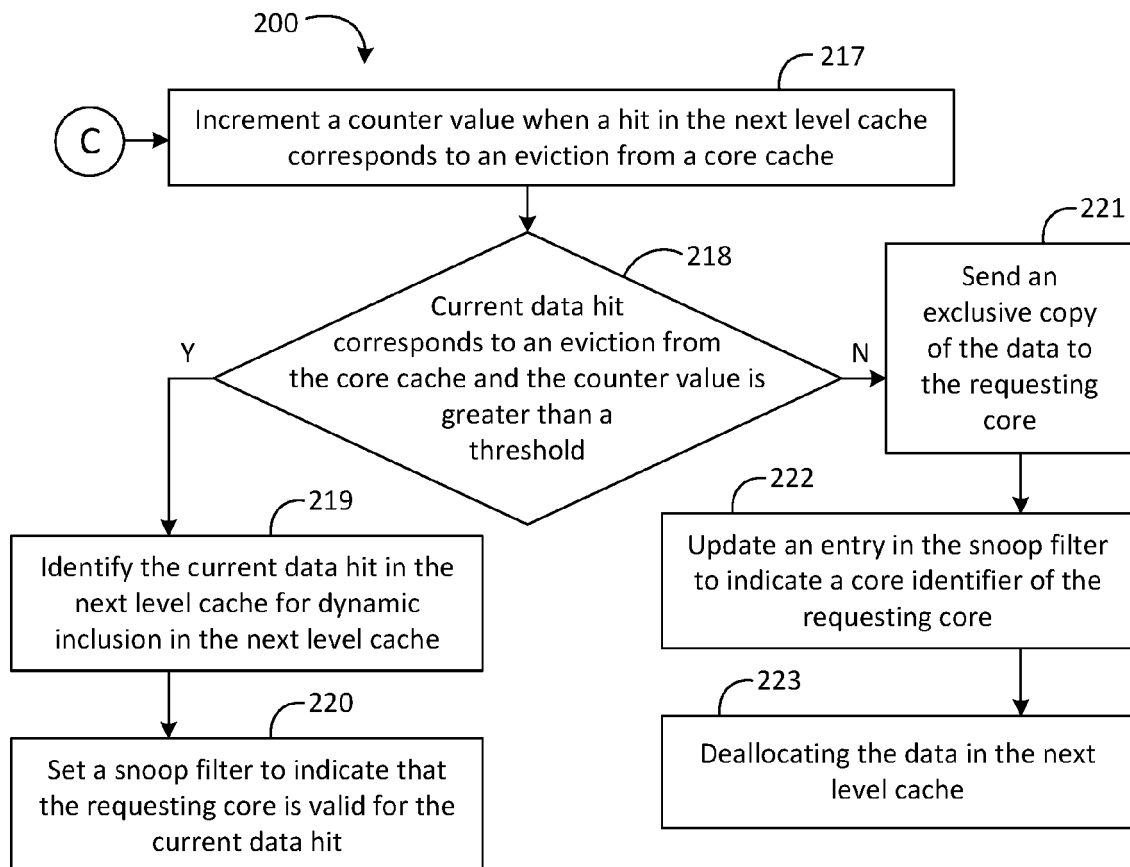 200
217
C
Increment a counter value when a hit in the next level cache
corresponds to an eviction from a core cache
218
Current data hit
corresponds to an eviction from
the core cache and the counter value is
greater than a
threshold
Y
N
221
Send an
exclusive copy
of the data to
the requesting
core
219
Identify the current data hit in the
next level cache for dynamic
inclusion in the next level cache
222
Update an entry in the snoop filter
to indicate a core identifier of the
requesting core
220
Set a snoop filter to indicate that
the requesting core is valid for the
current data hit
223
Deallocating the data in the next
level cache